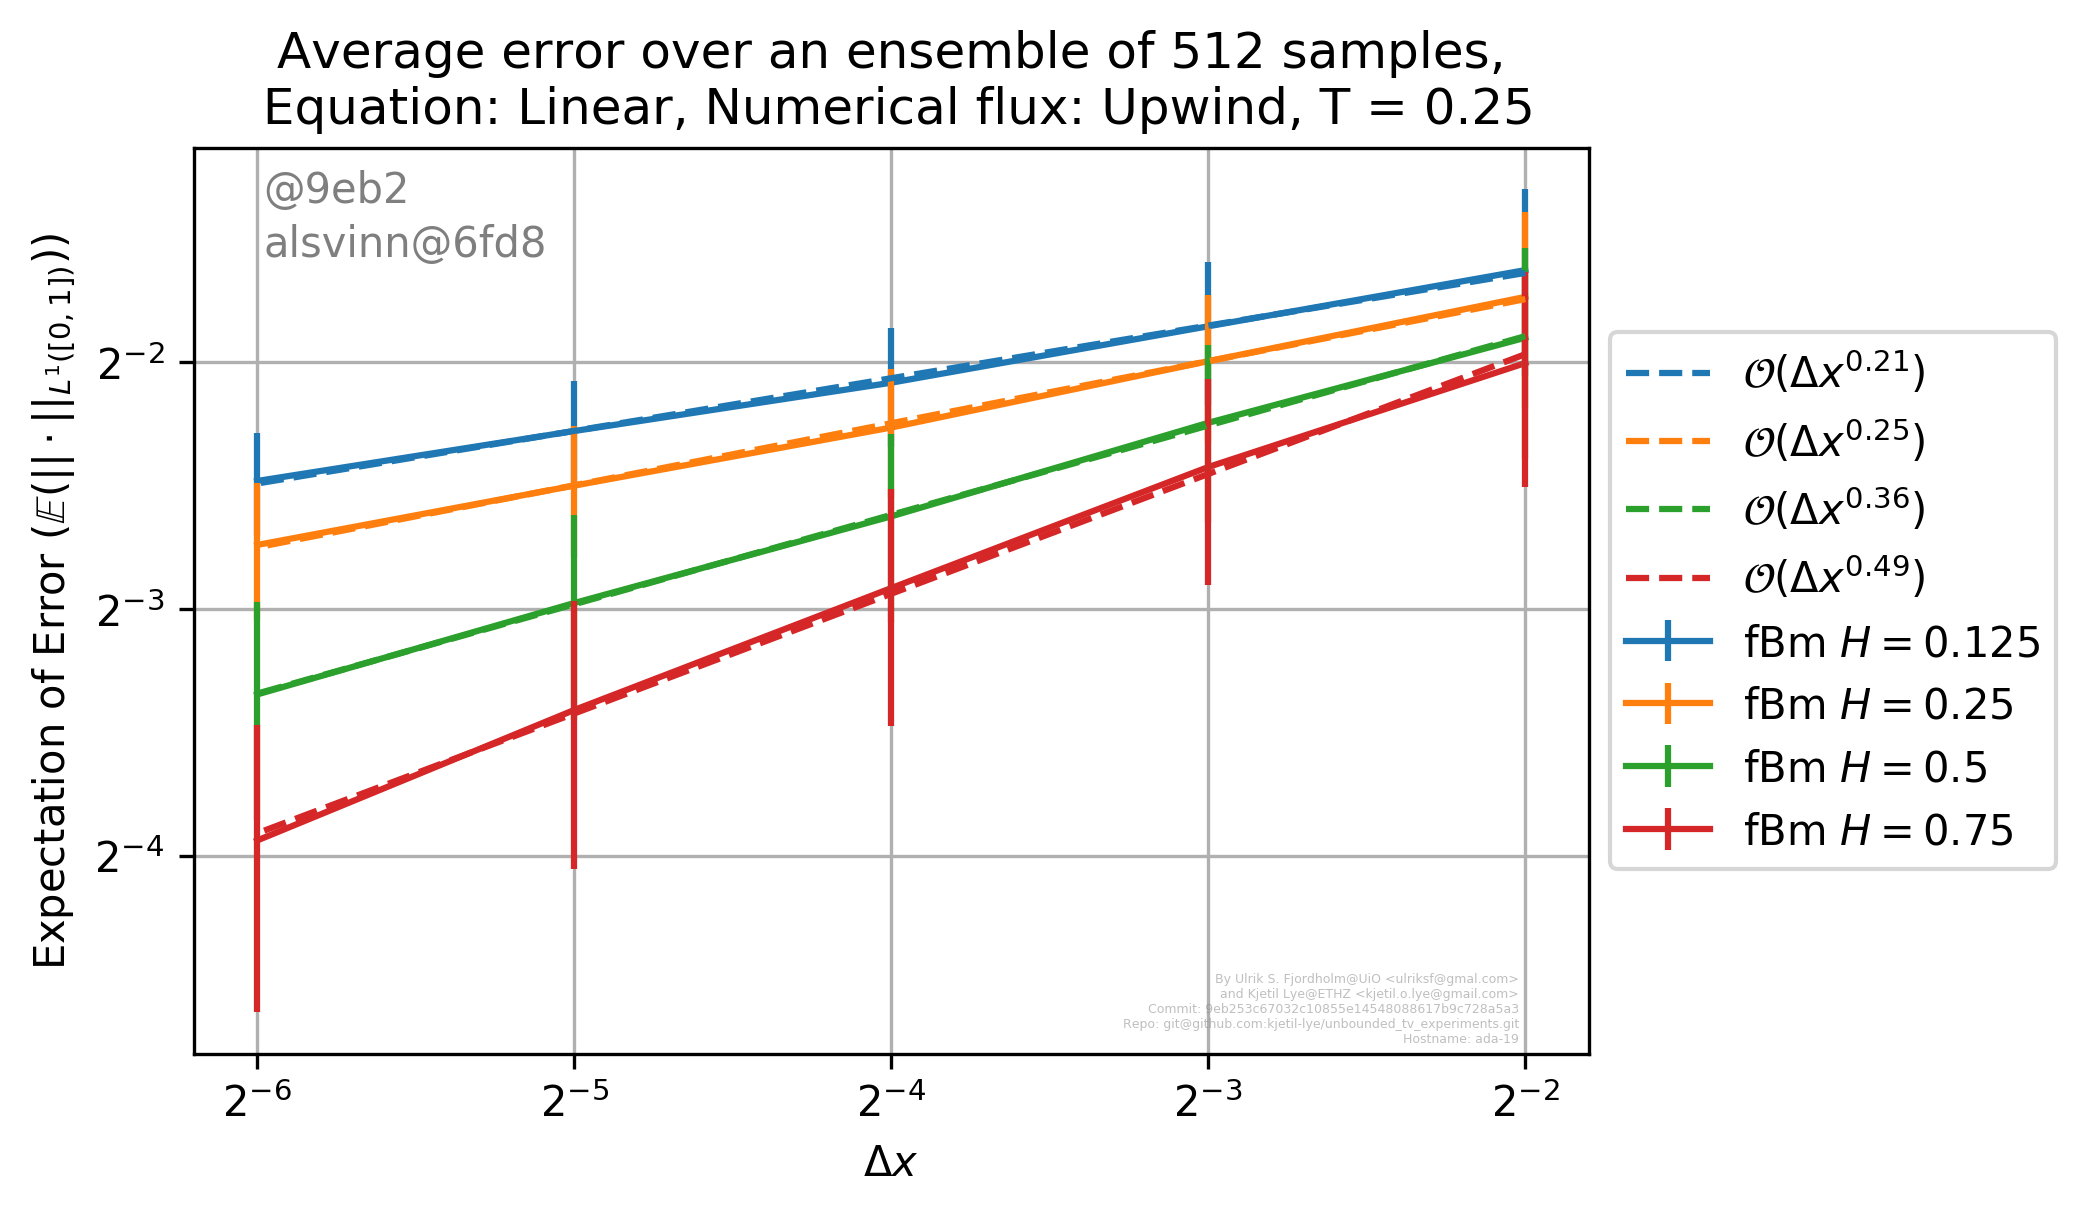 Average error over an ensemble of 512 samples,
Equation: Linear, Numerical flux: Upwind, T = 0.25
@9eb2
alsvinn@6fd8
Expectation of Error (𝔼(||·||_{L^1([0,1])}))
2^{-2}
2^{-3}
2^{-4}
𝒪(Δx^{0.21})
𝒪(Δx^{0.25})
𝒪(Δx^{0.36})
𝒪(Δx^{0.49})
fBm H = 0.125
fBm H = 0.25
fBm H = 0.5
fBm H = 0.75
By Ulrik S. Fjordholm@UiO <ulriksf@gmal.com>
and Kjetil Lye@ETHZ <kjetil.o.lye@gmail.com>
Commit: 9eb253c67032c10855e14548088617b9c728a5a3
Repo: git@github.com:kjetil-lye/unbounded_tv_experiments.git
Hostname: ada-19
2^{-6} 2^{-5} 2^{-4} 2^{-3} 2^{-2}
Δx